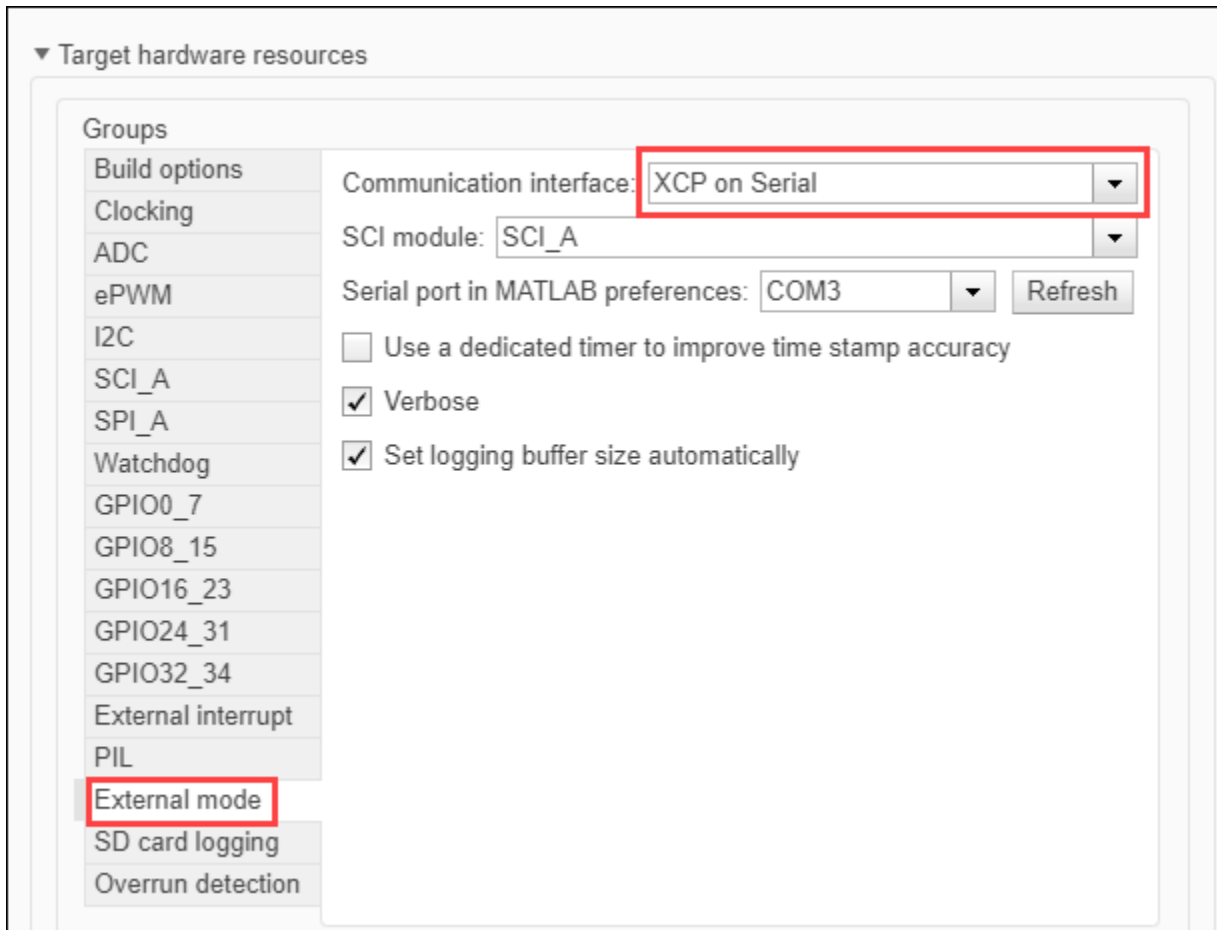 Target hardware resources
Groups
Build options
Clocking
ADC
ePWM
I2C
SCI_A
SPI_A
Watchdog
GPIO0_7
GPIO8_15
GPIO16_23
GPIO24_31
GPIO32_34
External interrupt
PIL
External mode
SD card logging
Overrun detection
Communication interface: XCP on Serial
SCI module: SCI_A
Serial port in MATLAB preferences: COM3 Refresh
Use a dedicated timer to improve time stamp accuracy
Verbose
Set logging buffer size automatically